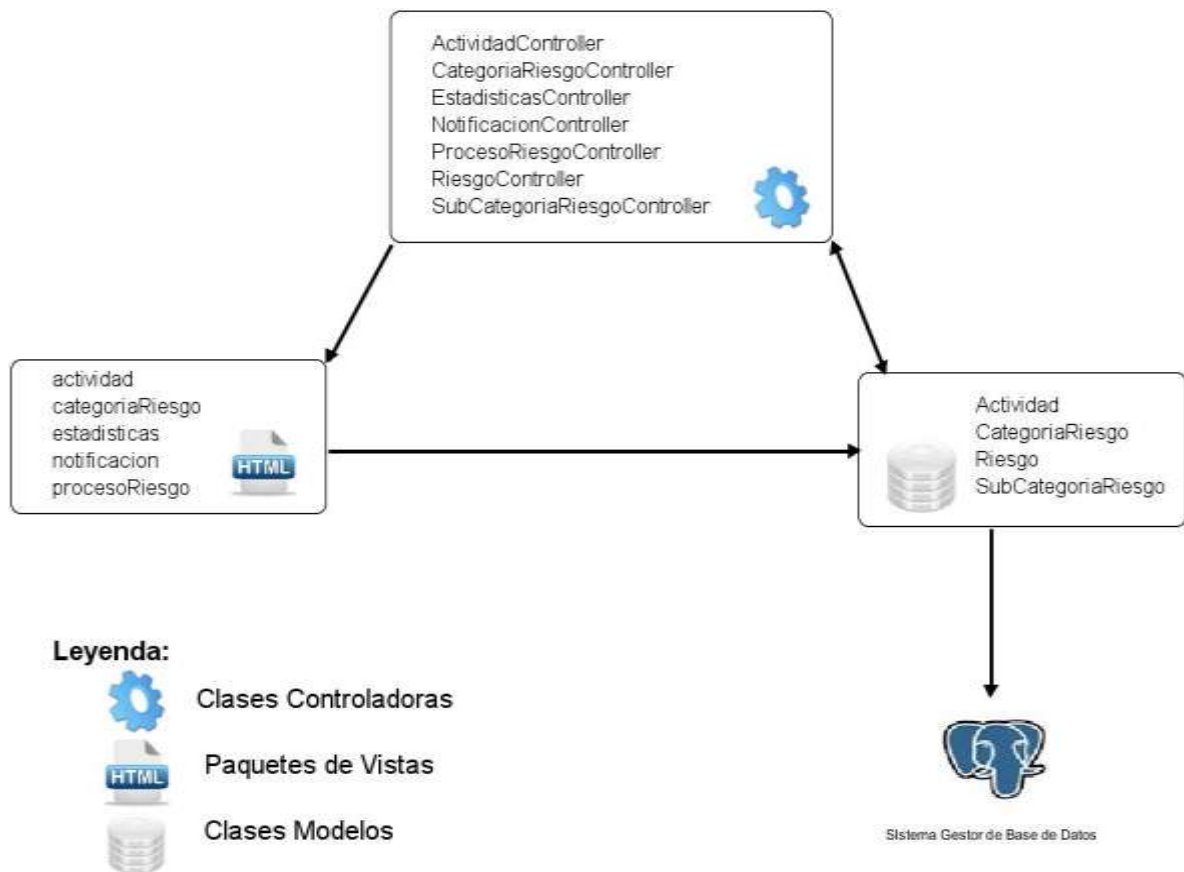 ActividadController
CategoriaRiesgoController
EstadisticasController
NotificacionController
ProcesoRiesgoController
RiesgoController
SubCategoriaRiesgoController
actividad
categoriaRiesgo
estadisticas
notificacion
procesoRiesgo
HTML
Actividad
CategoriaRiesgo
Riesgo
SubCategoriaRiesgo
Leyenda:
Clases Controladoras
HTML
Paquetes de Vistas
Clases Modelos
SIstema Gestor de Base de Datos